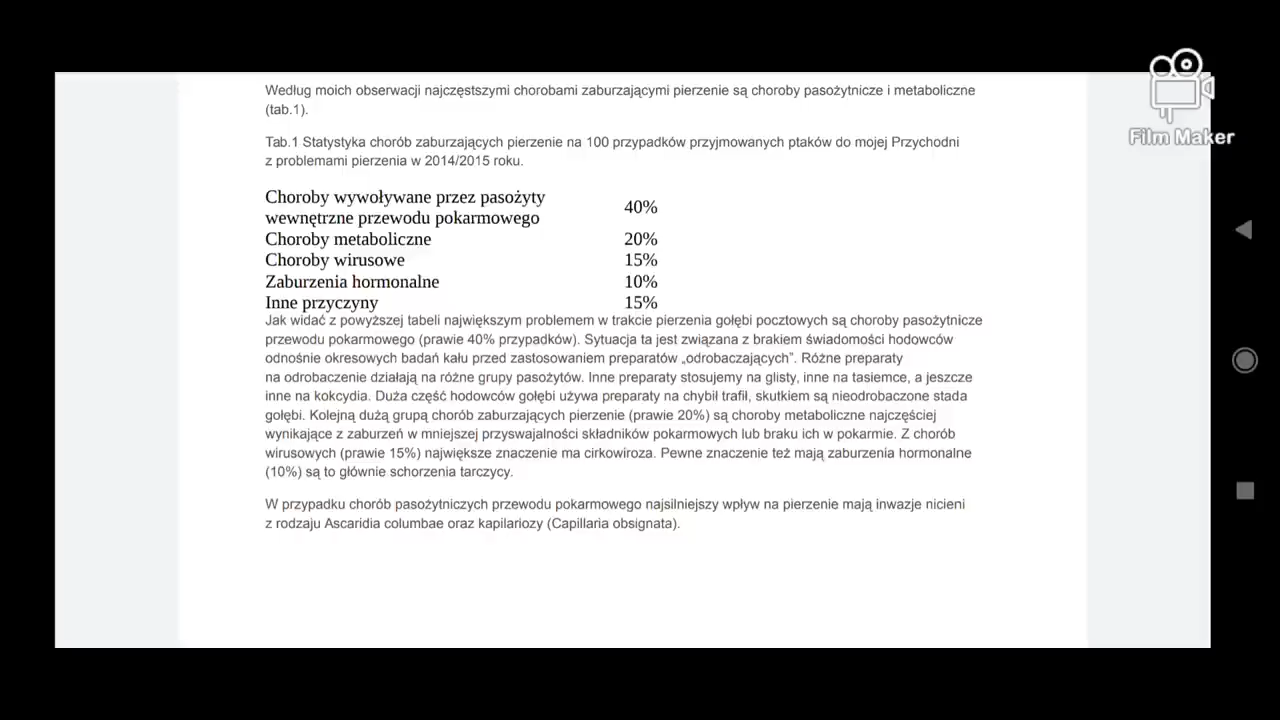 Według moich obserwacji najczęstszymi chorobami zaburzającymi pierzenie są choroby pasożytnicze i metaboliczne
(tab.1).
Tab.1 Statystyka chorób zaburzających pierzenie na 100 przypadków przyjmowanych ptaków do mojej Przychodni
z problemami pierzenia w 2014/2015 roku.
Choroby wywoływane przez pasożyty
wewnętrzne przewodu pokarmowego 40%
Choroby metaboliczne 20%
Choroby wirusowe 15%
Zaburzenia hormonalne 10%
Inne przyczyny 15%
Jak widać z powyższej tabeli największym problemem w trakcie pierzenia gołębi pocztowych są choroby pasożytnicze
przewodu pokarmowego (prawie 40% przypadków). Sytuacja ta jest związana z brakiem świadomości hodowców
odnośnie okresowych badań kału przed zastosowaniem preparatów „odrobaczających”. Różne preparaty
na odrobaczenie działają na różne grupy pasożytów. Inne preparaty stosujemy na glisty, inne na tasiemce, a jeszcze
inne na kokcydia. Duża część hodowców gołębi używa preparaty na chybił trafił, skutkiem są nieodrobaczone stada
gołębi. Kolejną dużą grupą chorób zaburzających pierzenie (prawie 20%) są choroby metaboliczne najczęściej
wynikające z zaburzeń w mniejszej przyswajalności składników pokarmowych lub braku ich w pokarmie. Z chorób
wirusowych (prawie 15%) największe znaczenie ma cirkowiroza. Pewne znaczenie też mają zaburzenia hormonalne
(10%) są to głównie schorzenia tarczycy.
W przypadku chorób pasożytniczych przewodu pokarmowego najsilniejszy wpływ na pierzenie mają inwazje nicieni
z rodzaju Ascaridia columbae oraz kapilariozy (Capillaria obsignata).
Film Maker